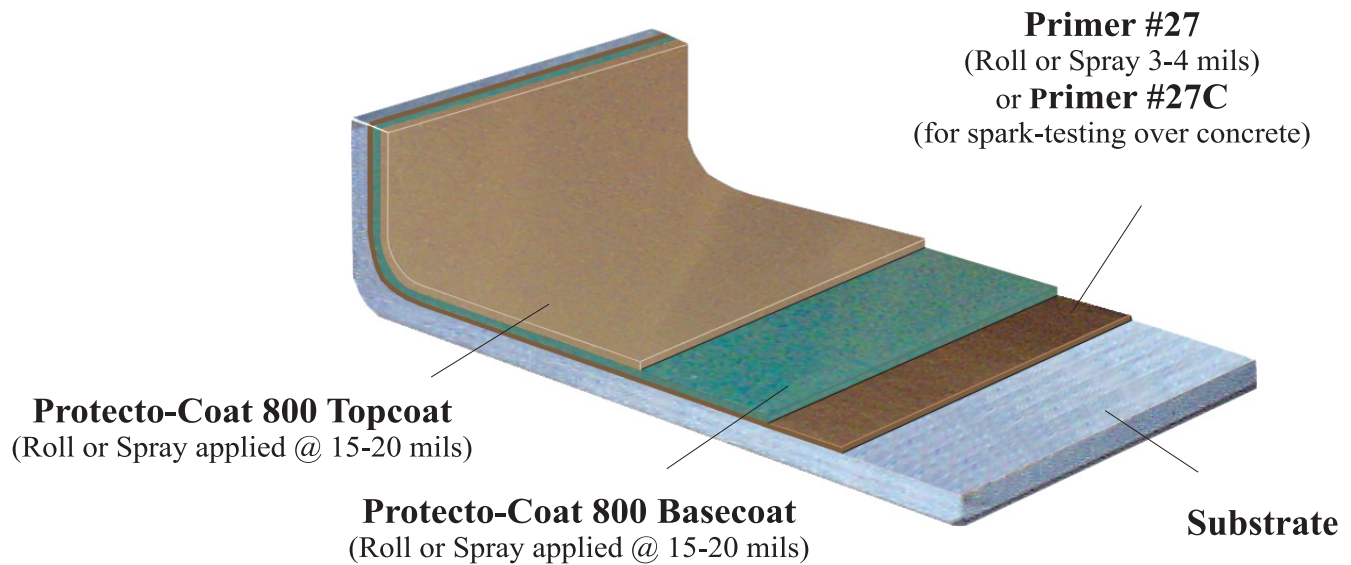 Primer #27
(Roll or Spray 3-4 mils)
or Primer #27C
(for spark-testing over concrete)
Protecto-Coat 800 Topcoat
(Roll or Spray applied @ 15-20 mils)
Protecto-Coat 800 Basecoat
(Roll or Spray applied @ 15-20 mils)
Substrate